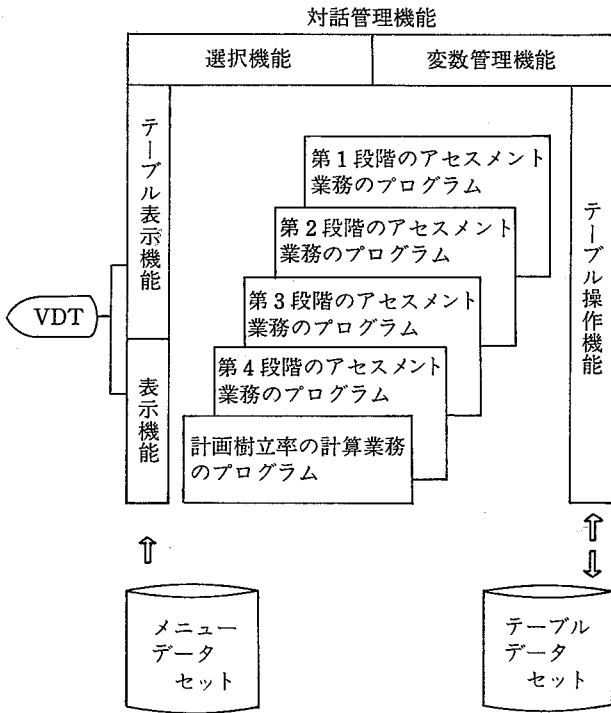 対話管理機能
選択機能
変数管理機能
テーブル表示機能
表示機能
VDT
テーブル操作機能
第1段階のアセスメント
業務のプログラム
第2段階のアセスメント
業務のプログラム
第3段階のアセスメント
業務のプログラム
第4段階のアセスメント
業務のプログラム
計画樹立率の計算業務
のプログラム
メニュー
データ
セット
テーブル
データ
セット